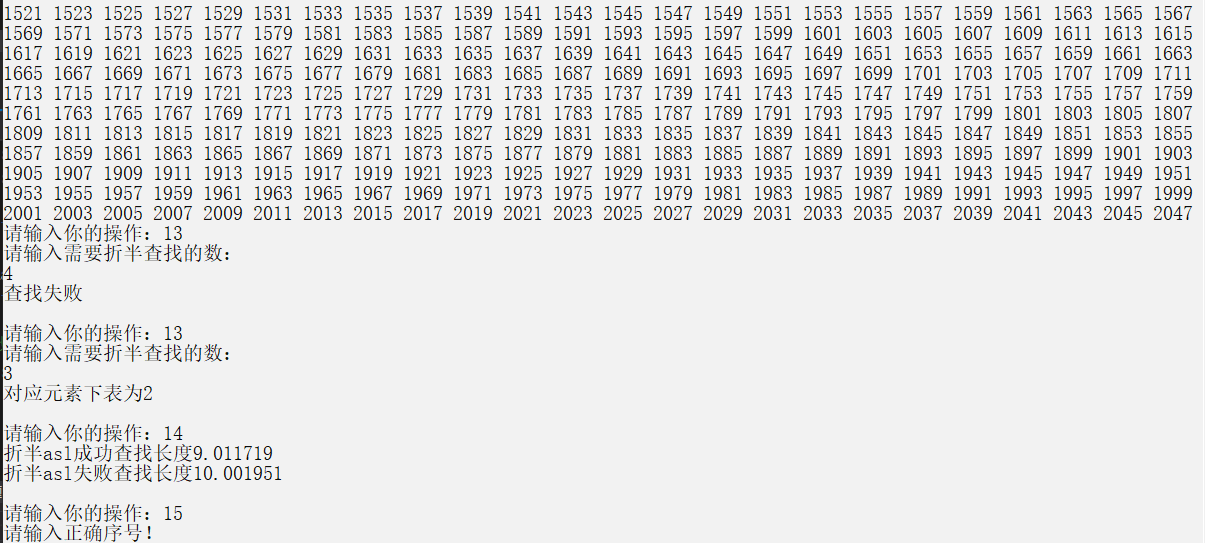 1521 1523 1525 1527 1529 1531 1533 1535 1537 1539 1541 1543 1545 1547 1549 1551 1553 1555 1557 1559 1561 1563 1565 1567
1569 1571 1573 1575 1577 1579 1581 1583 1585 1587 1589 1591 1593 1595 1597 1599 1601 1603 1605 1607 1609 1611 1613 1615
1617 1619 1621 1623 1625 1627 1629 1631 1633 1635 1637 1639 1641 1643 1645 1647 1649 1651 1653 1655 1657 1659 1661 1663
1665 1667 1669 1671 1673 1675 1677 1679 1681 1683 1685 1687 1689 1691 1693 1695 1697 1699 1701 1703 1705 1707 1709 1711
1713 1715 1717 1719 1721 1723 1725 1727 1729 1731 1733 1735 1737 1739 1741 1743 1745 1747 1749 1751 1753 1755 1757 1759
1761 1763 1765 1767 1769 1771 1773 1775 1777 1779 1781 1783 1785 1787 1789 1791 1793 1795 1797 1799 1801 1803 1805 1807
1809 1811 1813 1815 1817 1819 1821 1823 1825 1827 1829 1831 1833 1835 1837 1839 1841 1843 1845 1847 1849 1851 1853 1855
1857 1859 1861 1863 1865 1867 1869 1871 1873 1875 1877 1879 1881 1883 1885 1887 1889 1891 1893 1895 1897 1899 1901 1903
1905 1907 1909 1911 1913 1915 1917 1919 1921 1923 1925 1927 1929 1931 1933 1935 1937 1939 1941 1943 1945 1947 1949 1951
1953 1955 1957 1959 1961 1963 1965 1967 1969 1971 1973 1975 1977 1979 1981 1983 1985 1987 1989 1991 1993 1995 1997 1999
2001 2003 2005 2007 2009 2011 2013 2015 2017 2019 2021 2023 2025 2027 2029 2031 2033 2035 2037 2039 2041 2043 2045 2047
请输入你的操作：13
请输入需要折半查找的数：
4
查找失败
请输入你的操作：13
请输入需要折半查找的数：
3
对应元素下表为2
请输入你的操作：14
折半asl成功查找长度9.011719
折半asl失败查找长度10.001951
请输入你的操作：15
请输入正确序号！